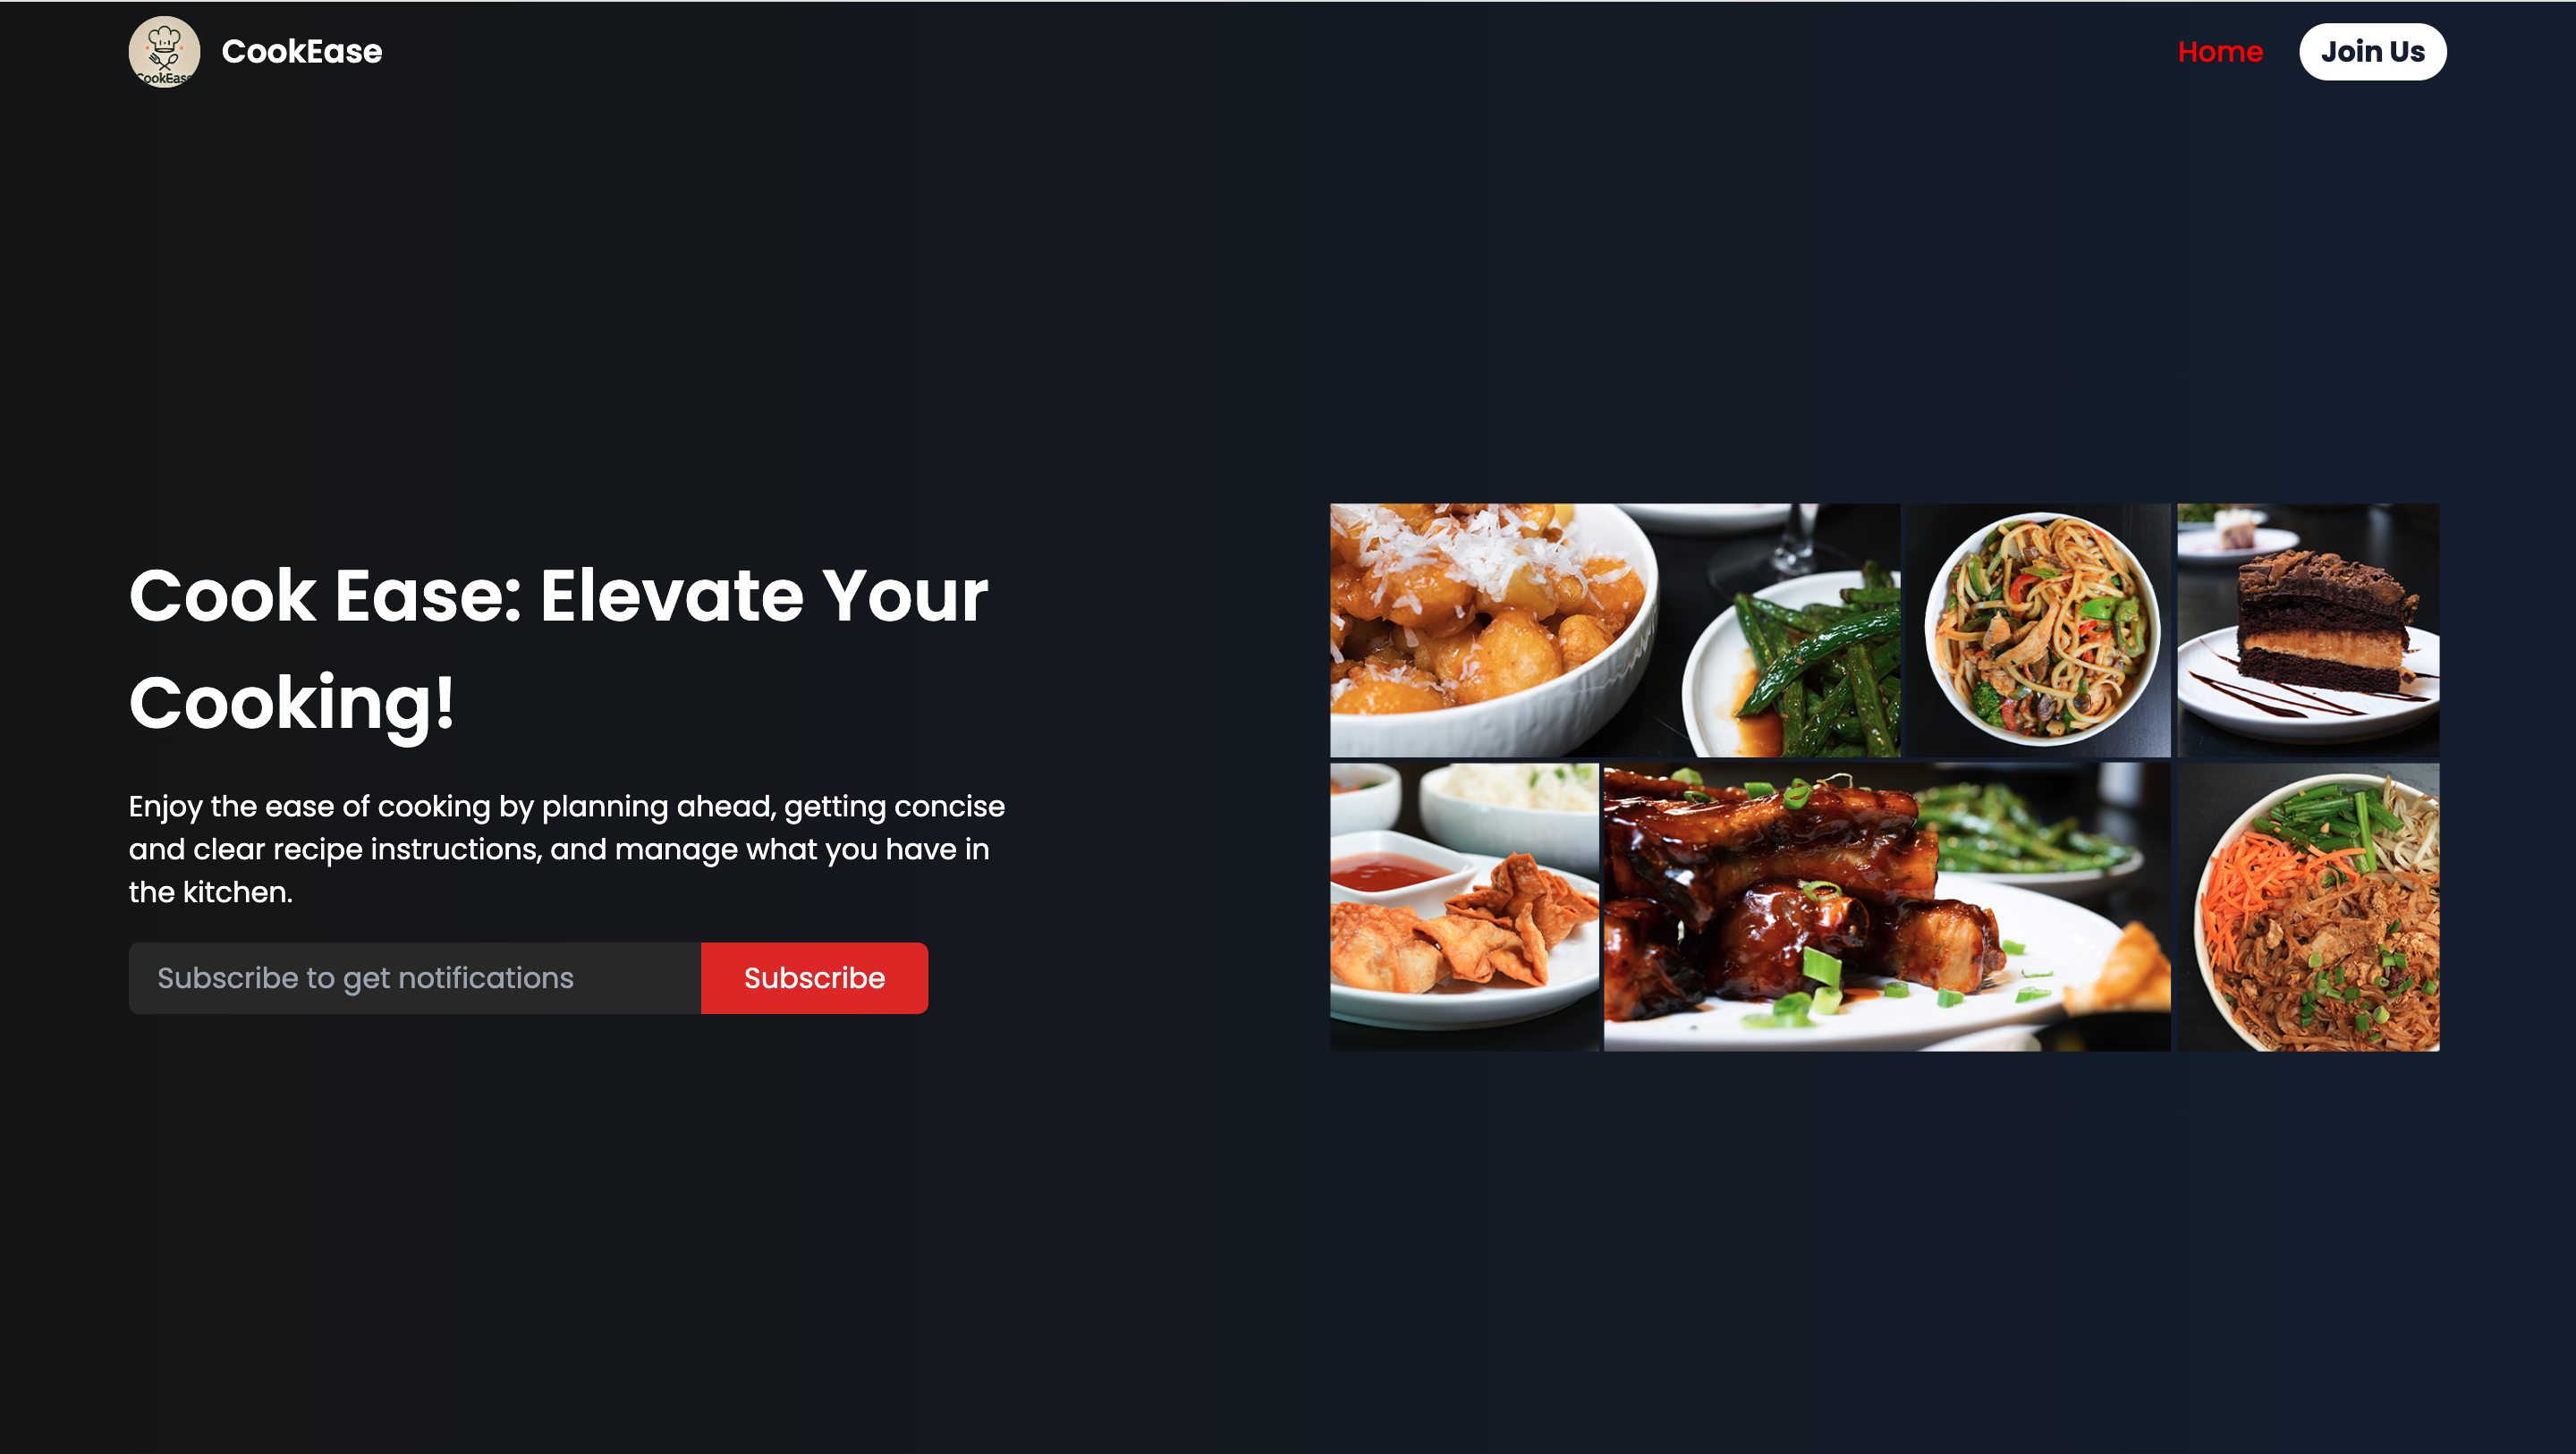 CookEase
CookEase
Home
Join Us
Cook Ease: Elevate Your
Cooking!
Enjoy the ease of cooking by planning ahead, getting concise
and clear recipe instructions, and manage what you have in
the kitchen.
Subscribe to get notifications
Subscribe